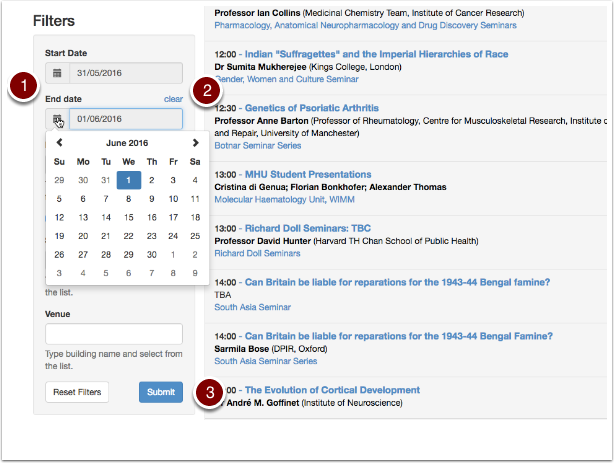 Filters
Start Date
31/05/2016
1
End date clear
2
01/06/2016
June 2016
Su Mo Tu We Th Fr Sa
29 30 31 1 2 3 4
5 6 7 8 9 10 11
12 13 14 15 16 17 18
19 20 21 22 23 24 25
26 27 28 29 30 1 2
3 4 5 6 7 8 9
the list.
Venue
Type building name and select from
the list.
Reset Filters Submit
3
Professor Ian Collins (Medicinal Chemistry Team, Institute of Cancer Research)
Pharmacology, Anatomical Neuropharmacology and Drug Discovery Seminars
12:00 - Indian "Suffragettes" and the Imperial Hierarchies of Race
Dr Sumita Mukherejee (Kings College, London)
Gender, Women and Culture Seminar
12:30 - Genetics of Psoriatic Arthritis
Professor Anne Barton (Professor of Rheumatology, Centre for Musculoskeletal Research, Institute o
and Repair, University of Manchester)
Botnar Seminar Series
13:00 - MHU Student Presentations
Cristina di Genua; Florian Bonkhofer; Alexander Thomas
Molecular Haematology Unit, WIMM
13:00 - Richard Doll Seminars: TBC
Professor David Hunter (Harvard TH Chan School of Public Health)
Richard Doll Seminars
14:00 - Can Britain be liable for reparations for the 1943-44 Bengal famine?
TBA
South Asia Seminar
14:00 - Can Britain be liable for reparations for the 1943-44 Bengal Famine?
Sarmila Bose (DPIR, Oxford)
South Asia Seminar Series
:00 - The Evolution of Cortical Development
André M. Goffinet (Institute of Neuroscience)